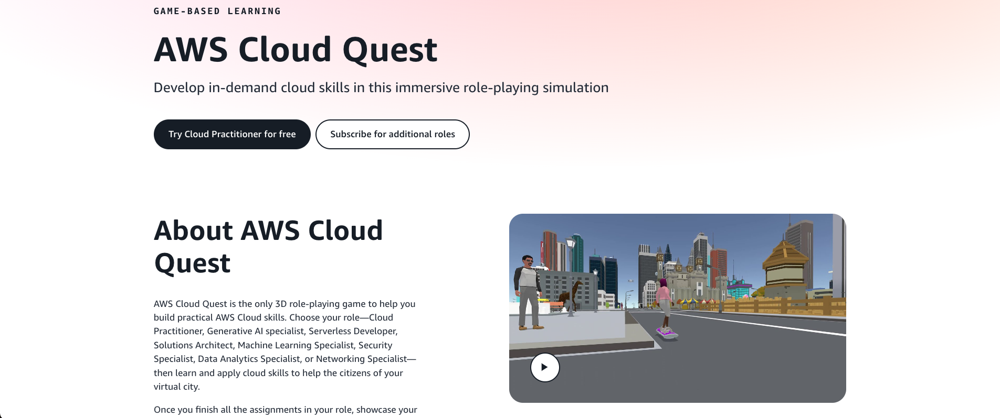 GAME-BASED LEARNING
AWS Cloud Quest
Develop in-demand cloud skills in this immersive role-playing simulation
Try Cloud Practitioner for free
Subscribe for additional roles
About AWS Cloud
Quest
AWS Cloud Quest is the only 3D role-playing game to help you
build practical AWS Cloud skills. Choose your role—Cloud
Practitioner, Generative AI specialist, Serverless Developer,
Solutions Architect, Machine Learning Specialist, Security
Specialist, Data Analytics Specialist, or Networking Specialist—
then learn and apply cloud skills to help the citizens of your
virtual city.
Once you finish all the assignments in your role, showcase your